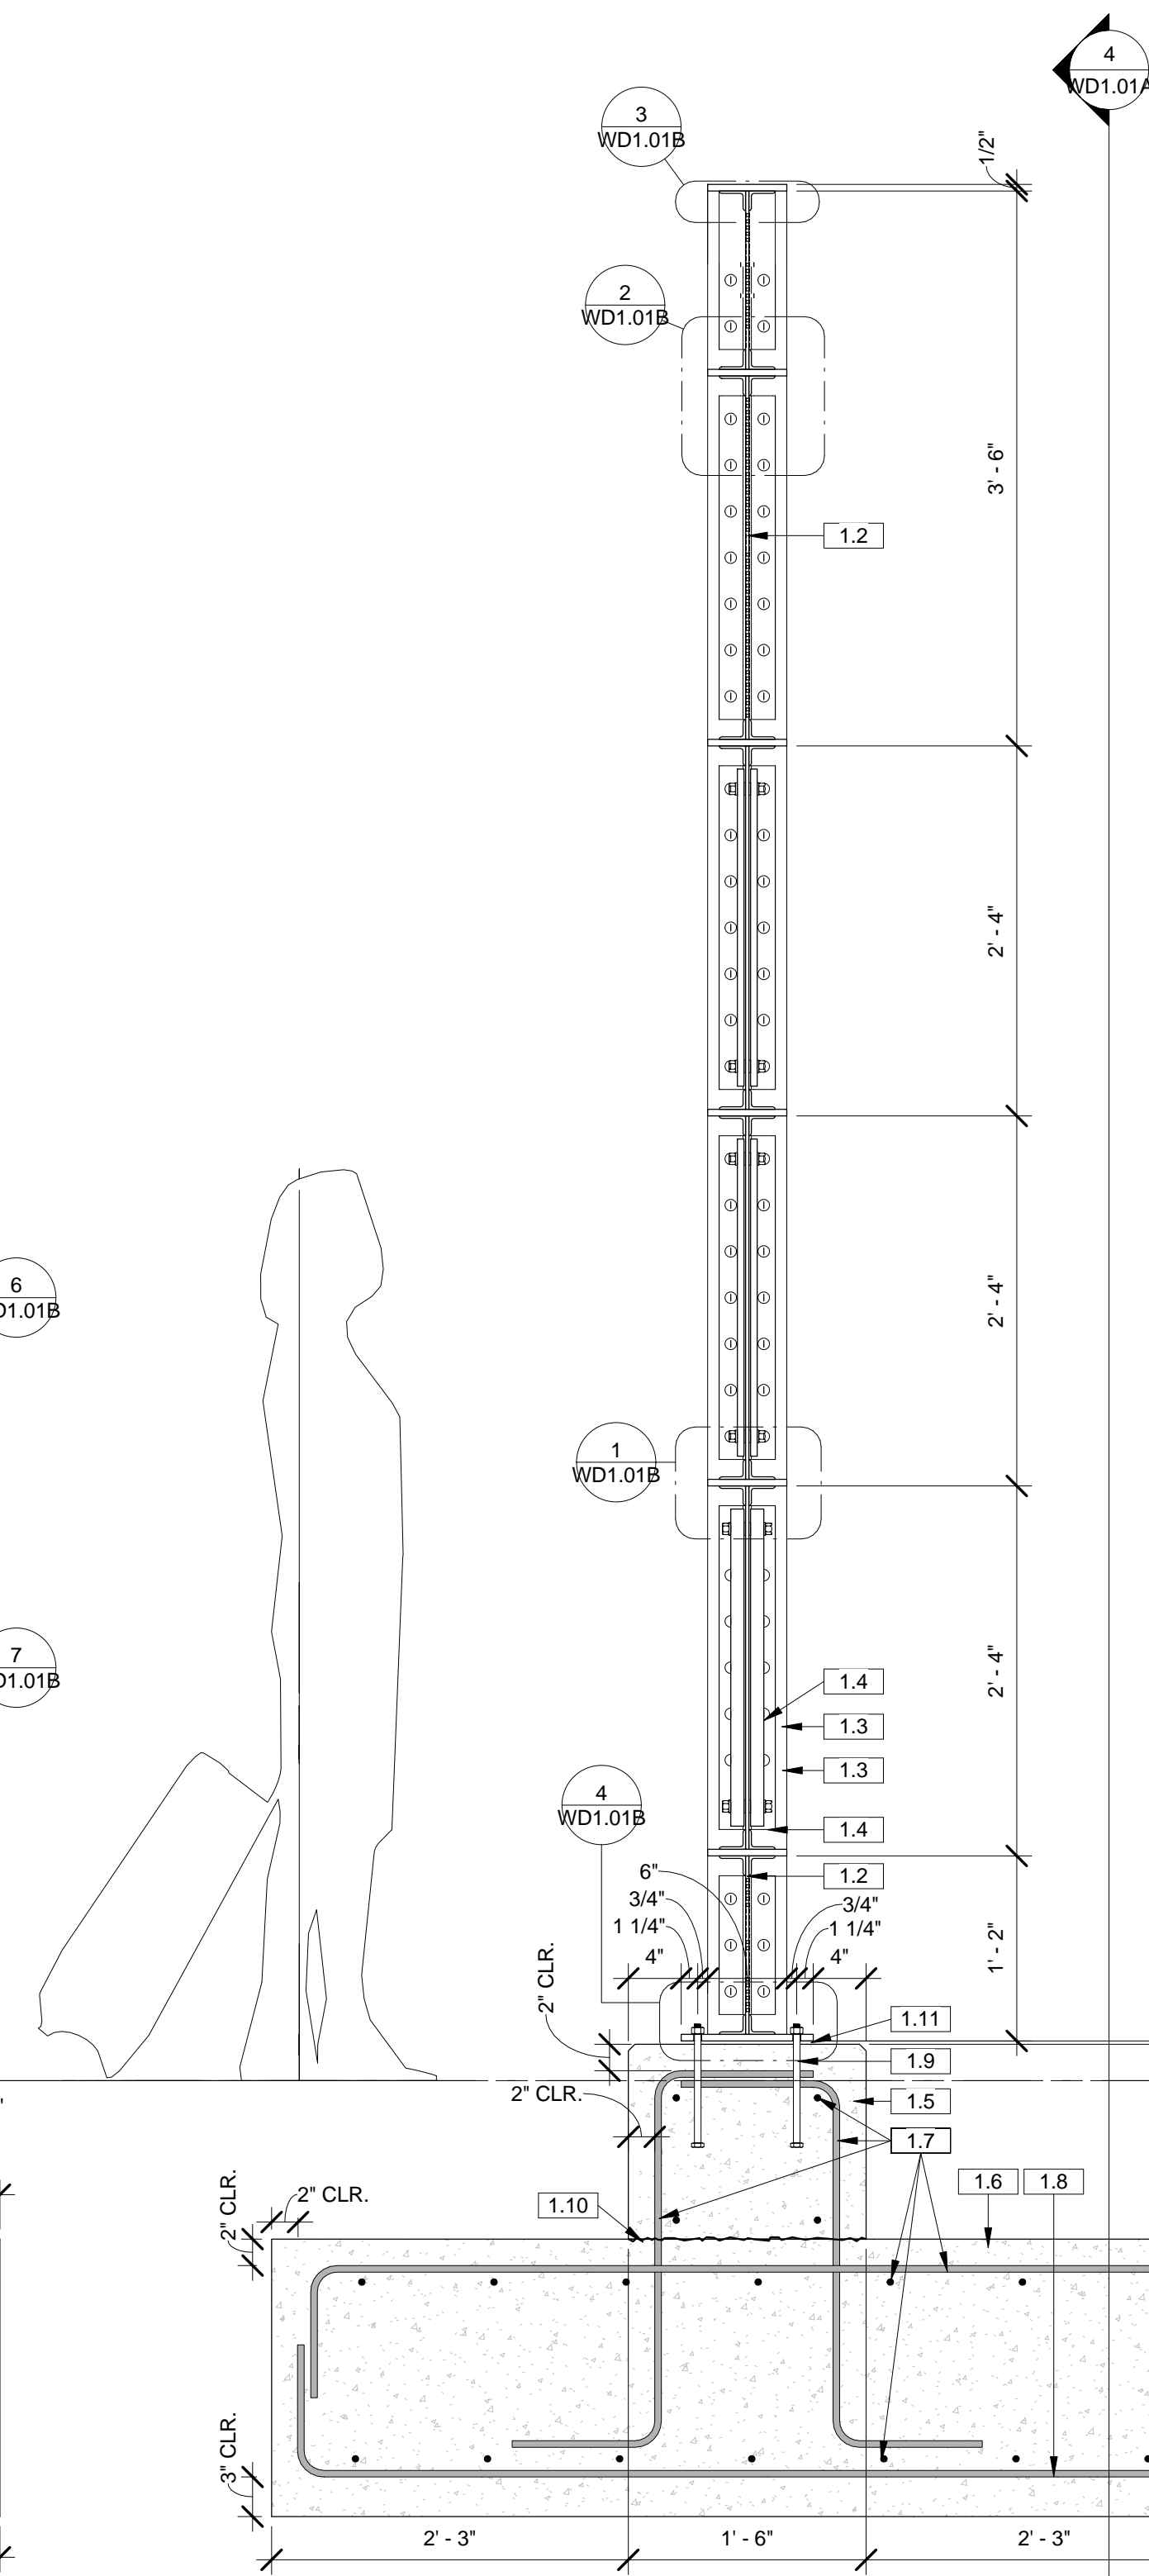 4
WD1.01A
3
WD1.01B
1/2"
2
WD1.01B
3' - 6"
1.2
2' - 4"
6
D1.01B
2' - 4"
1
WD1.01B
7
D1.01B
2' - 4"
1.4
1.3
1.3
4
WD1.01B
1.4
6"
1.2
3/4"
3/4"
1 1/4"
1 1/4"
4"
4"
1' - 2"
2" CLR.
1.11
1.9
2" CLR.
1.5
1.7
2" CLR.
2" CLR.
1.10
1.6
1.8
3" CLR.
2' - 3"
1' - 6"
2' - 3"